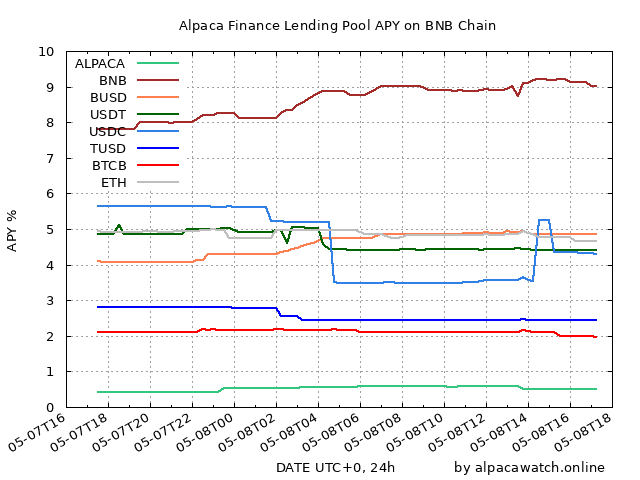 Alpaca Finance Lending Pool APY on BNB Chain
10
9
8
7
6
5
4
3
2
1
0
APY %
ALPACA
BNB
BUSD
USDT
USDC
TUSD
BTCB
ETH
05-07T16
05-07T18
05-07T20
05-07T22
05-08T00
05-08T02
05-08T04
05-08T06
05-08T08
05-08T10
05-08T12
05-08T14
05-08T16
05-08T18
DATE UTC+0, 24h
by alpacawatch.online